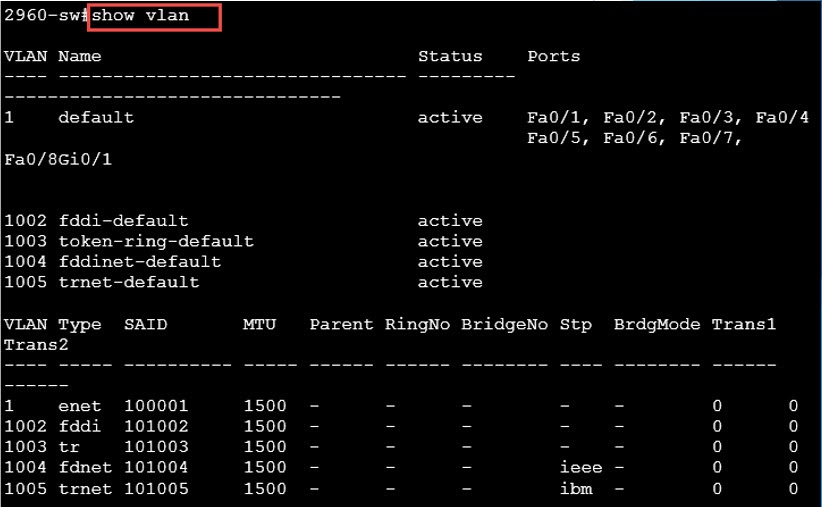 2960-sw#show vlan
VLAN Name                             Status    Ports
---- -------------------------------- ---------
-------------------------------
1    default                          active    Fa0/1, Fa0/2, Fa0/3, Fa0/4
                                                Fa0/5, Fa0/6, Fa0/7,
Fa0/8Gi0/1
1002 fddi-default                     active
1003 token-ring-default               active
1004 fddinet-default                  active
1005 trnet-default                    active
VLAN Type  SAID       MTU   Parent RingNo BridgeNo Stp  BrdgMode Trans1
Trans2
---- ----- ---------- ----- ------ ------ -------- ---- -------- ------
------
1    enet  100001     1500  -      -      -        -    -        0      0
1002 fddi  101002     1500  -      -      -        -    -        0      0
1003 tr    101003     1500  -      -      -        -    -        0      0
1004 fdnet 101004     1500  -      -      -        ieee -        0      0
1005 trnet 101005     1500  -      -      -        ibm  -        0      0